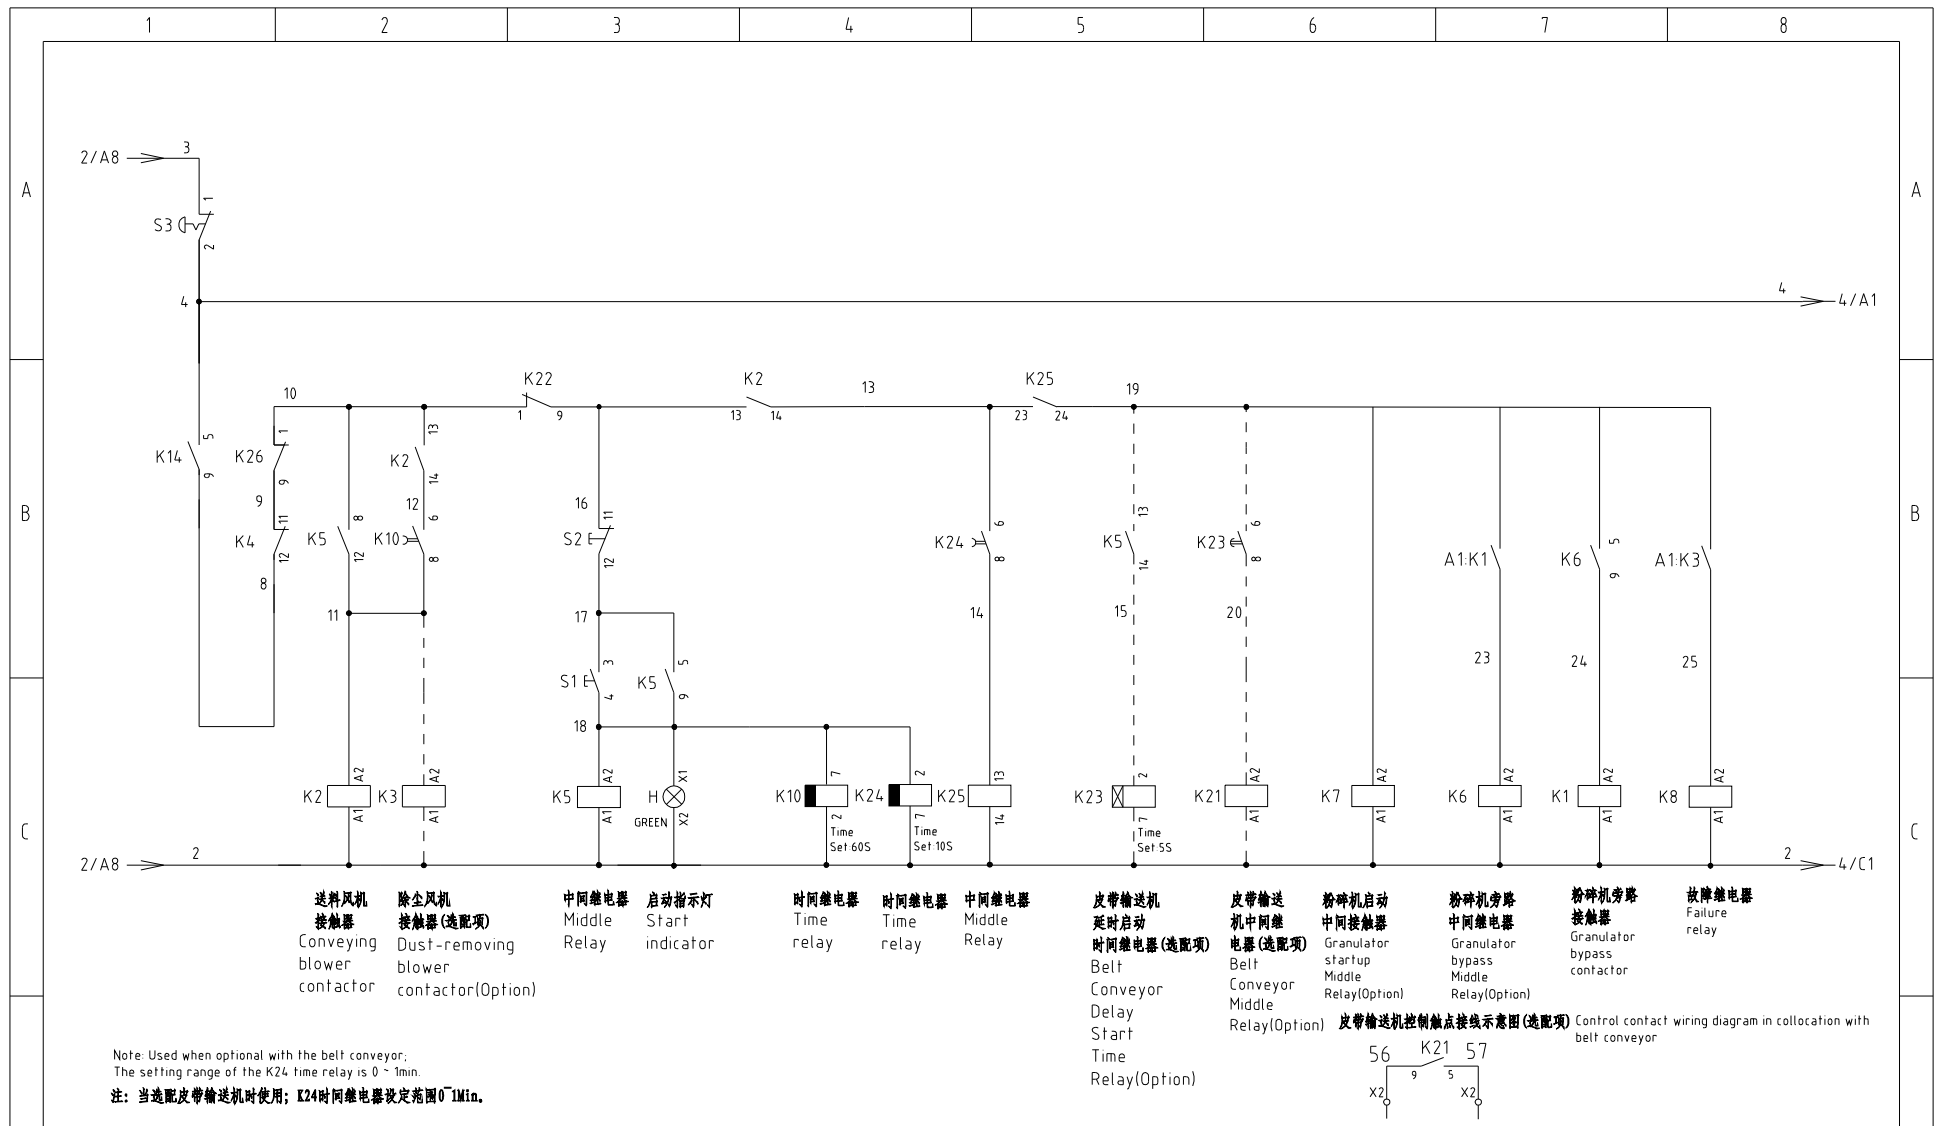 1 2 3 4 5 6 7 8
2/A8 3
A A
1
S3
2
4 4 4/A1
10 K22 K2 13 K25 19
1 9 13 14 23 24
K14 5 9
K26 1 9
K2 13 14
9 12
B B
16
K4 11 12
K5 8 12
K10 6 8
S2 11 12
K24 6 8
K5 13 14
K23 6 8
A1:K1
K6 5 9
A1:K3
8
11 17 14 15 20
23 24 25
S1 3 4
K5 5 9
18
K2 A2 A1
K3 A2 A1
K5 A2 A1
H X1 X2
GREEN
K10 7 2
Time
Set:60S
K24 2 7
Time
Set:10S
K25 13 14
K23 2 7
Time
Set:5S
K21 A2 A1
K7 A2 A1
K6 A2 A1
K1 A2 A1
K8 A2 A1
C C
2/A8 2 2 4/C1
送料风机
接触器
Conveying
blower
contactor
除尘风机
接触器(选配项)
Dust-removing
blower
contactor(Option)
中间继电器
Middle
Relay
启动指示灯
Start
indicator
时间继电器
Time
relay
时间继电器
Time
relay
中间继电器
Middle
Relay
皮带输送机
延时启动
时间继电器(选配项)
Belt
Conveyor
Delay
Start
Time
Relay(Option)
皮带输送
机中间继
电器(选配项)
Belt
Conveyor
Middle
Relay(Option)
粉碎机启动
中间接触器
Granulator
startup
Middle
Relay(Option)
粉碎机旁路
中间继电器
Granulator
bypass
Middle
Relay(Option)
粉碎机旁路
接触器
Granulator
bypass
contactor
故障继电器
Failure
relay
皮带输送机控制触点接线示意图(选配项) Control contact wiring diagram in collocation with
belt conveyor
56 K21 57
9 5
X2 X2
Note: Used when optional with the belt conveyor;
The setting range of the K24 time relay is 0 ~ 1min.
注: 当选配皮带输送机时使用; K24时间继电器设定范围0~1Min。